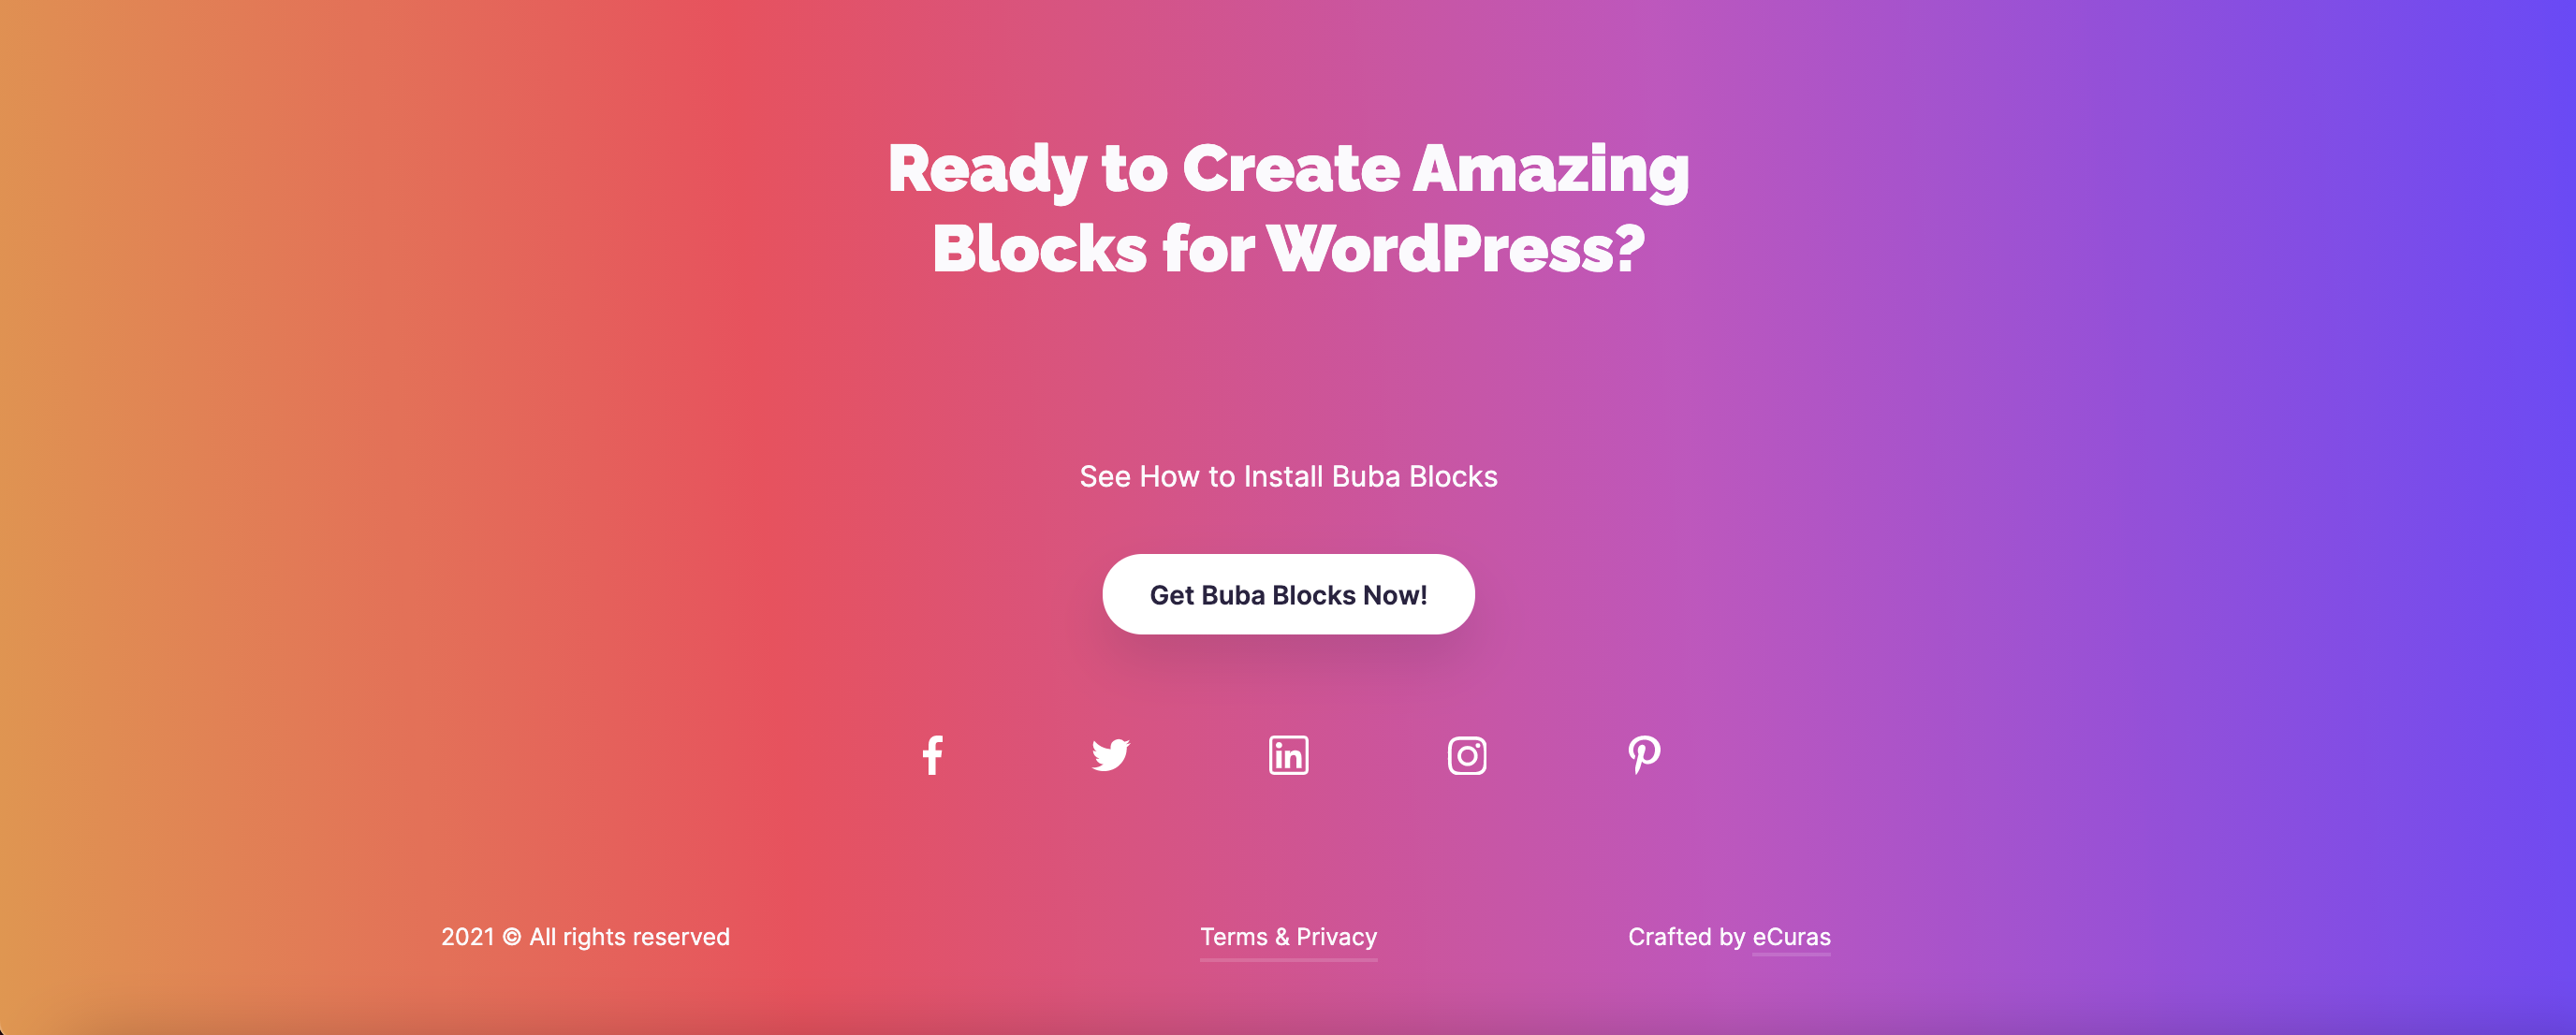 Ready to Create Amazing
Blocks for WordPress?
See How to Install Buba Blocks
Get Buba Blocks Now!
2021 © All rights reserved
Terms & Privacy
Crafted by eCuras